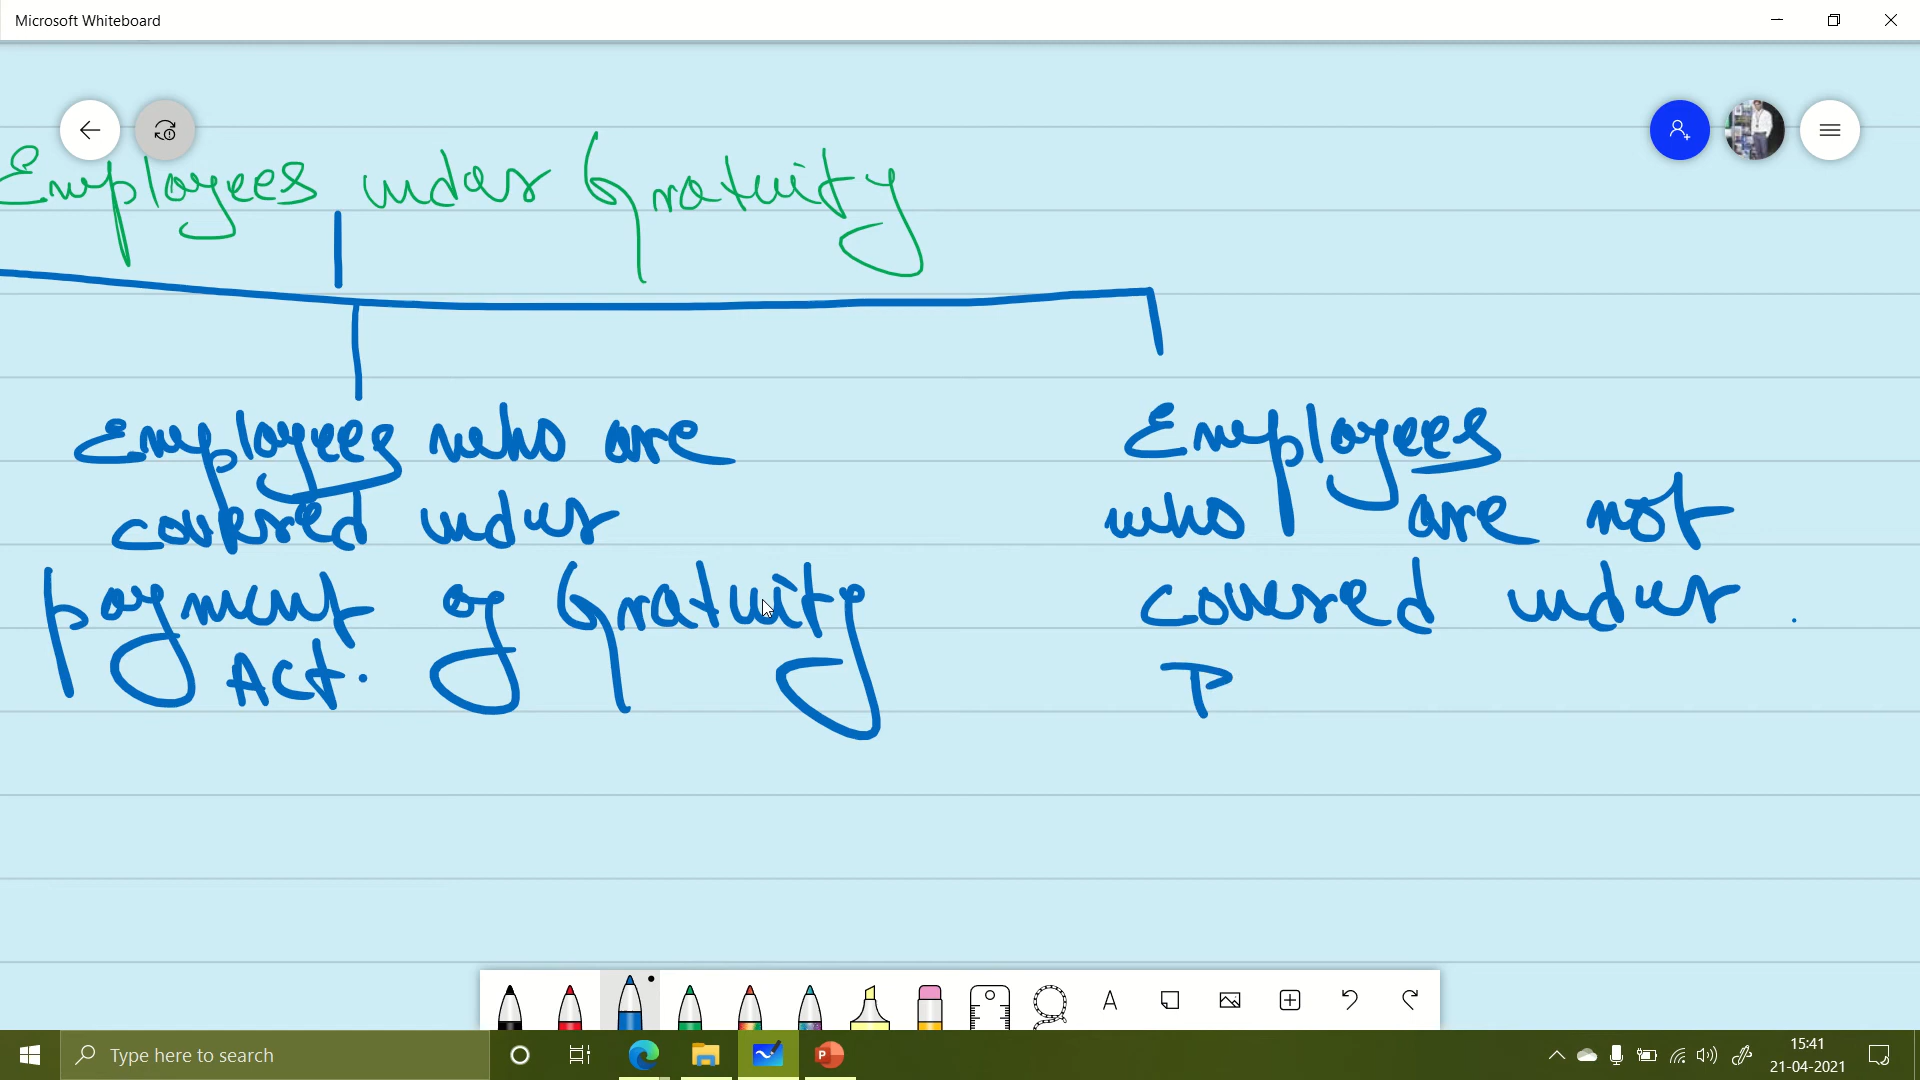 Microsoft Whiteboard
Employees under Gratuity
Employees who are
covered under
payment of Gratuity
Act.
Employees
who are not
covered under
P
A
P
Type here to search
15:41
21-04-2021